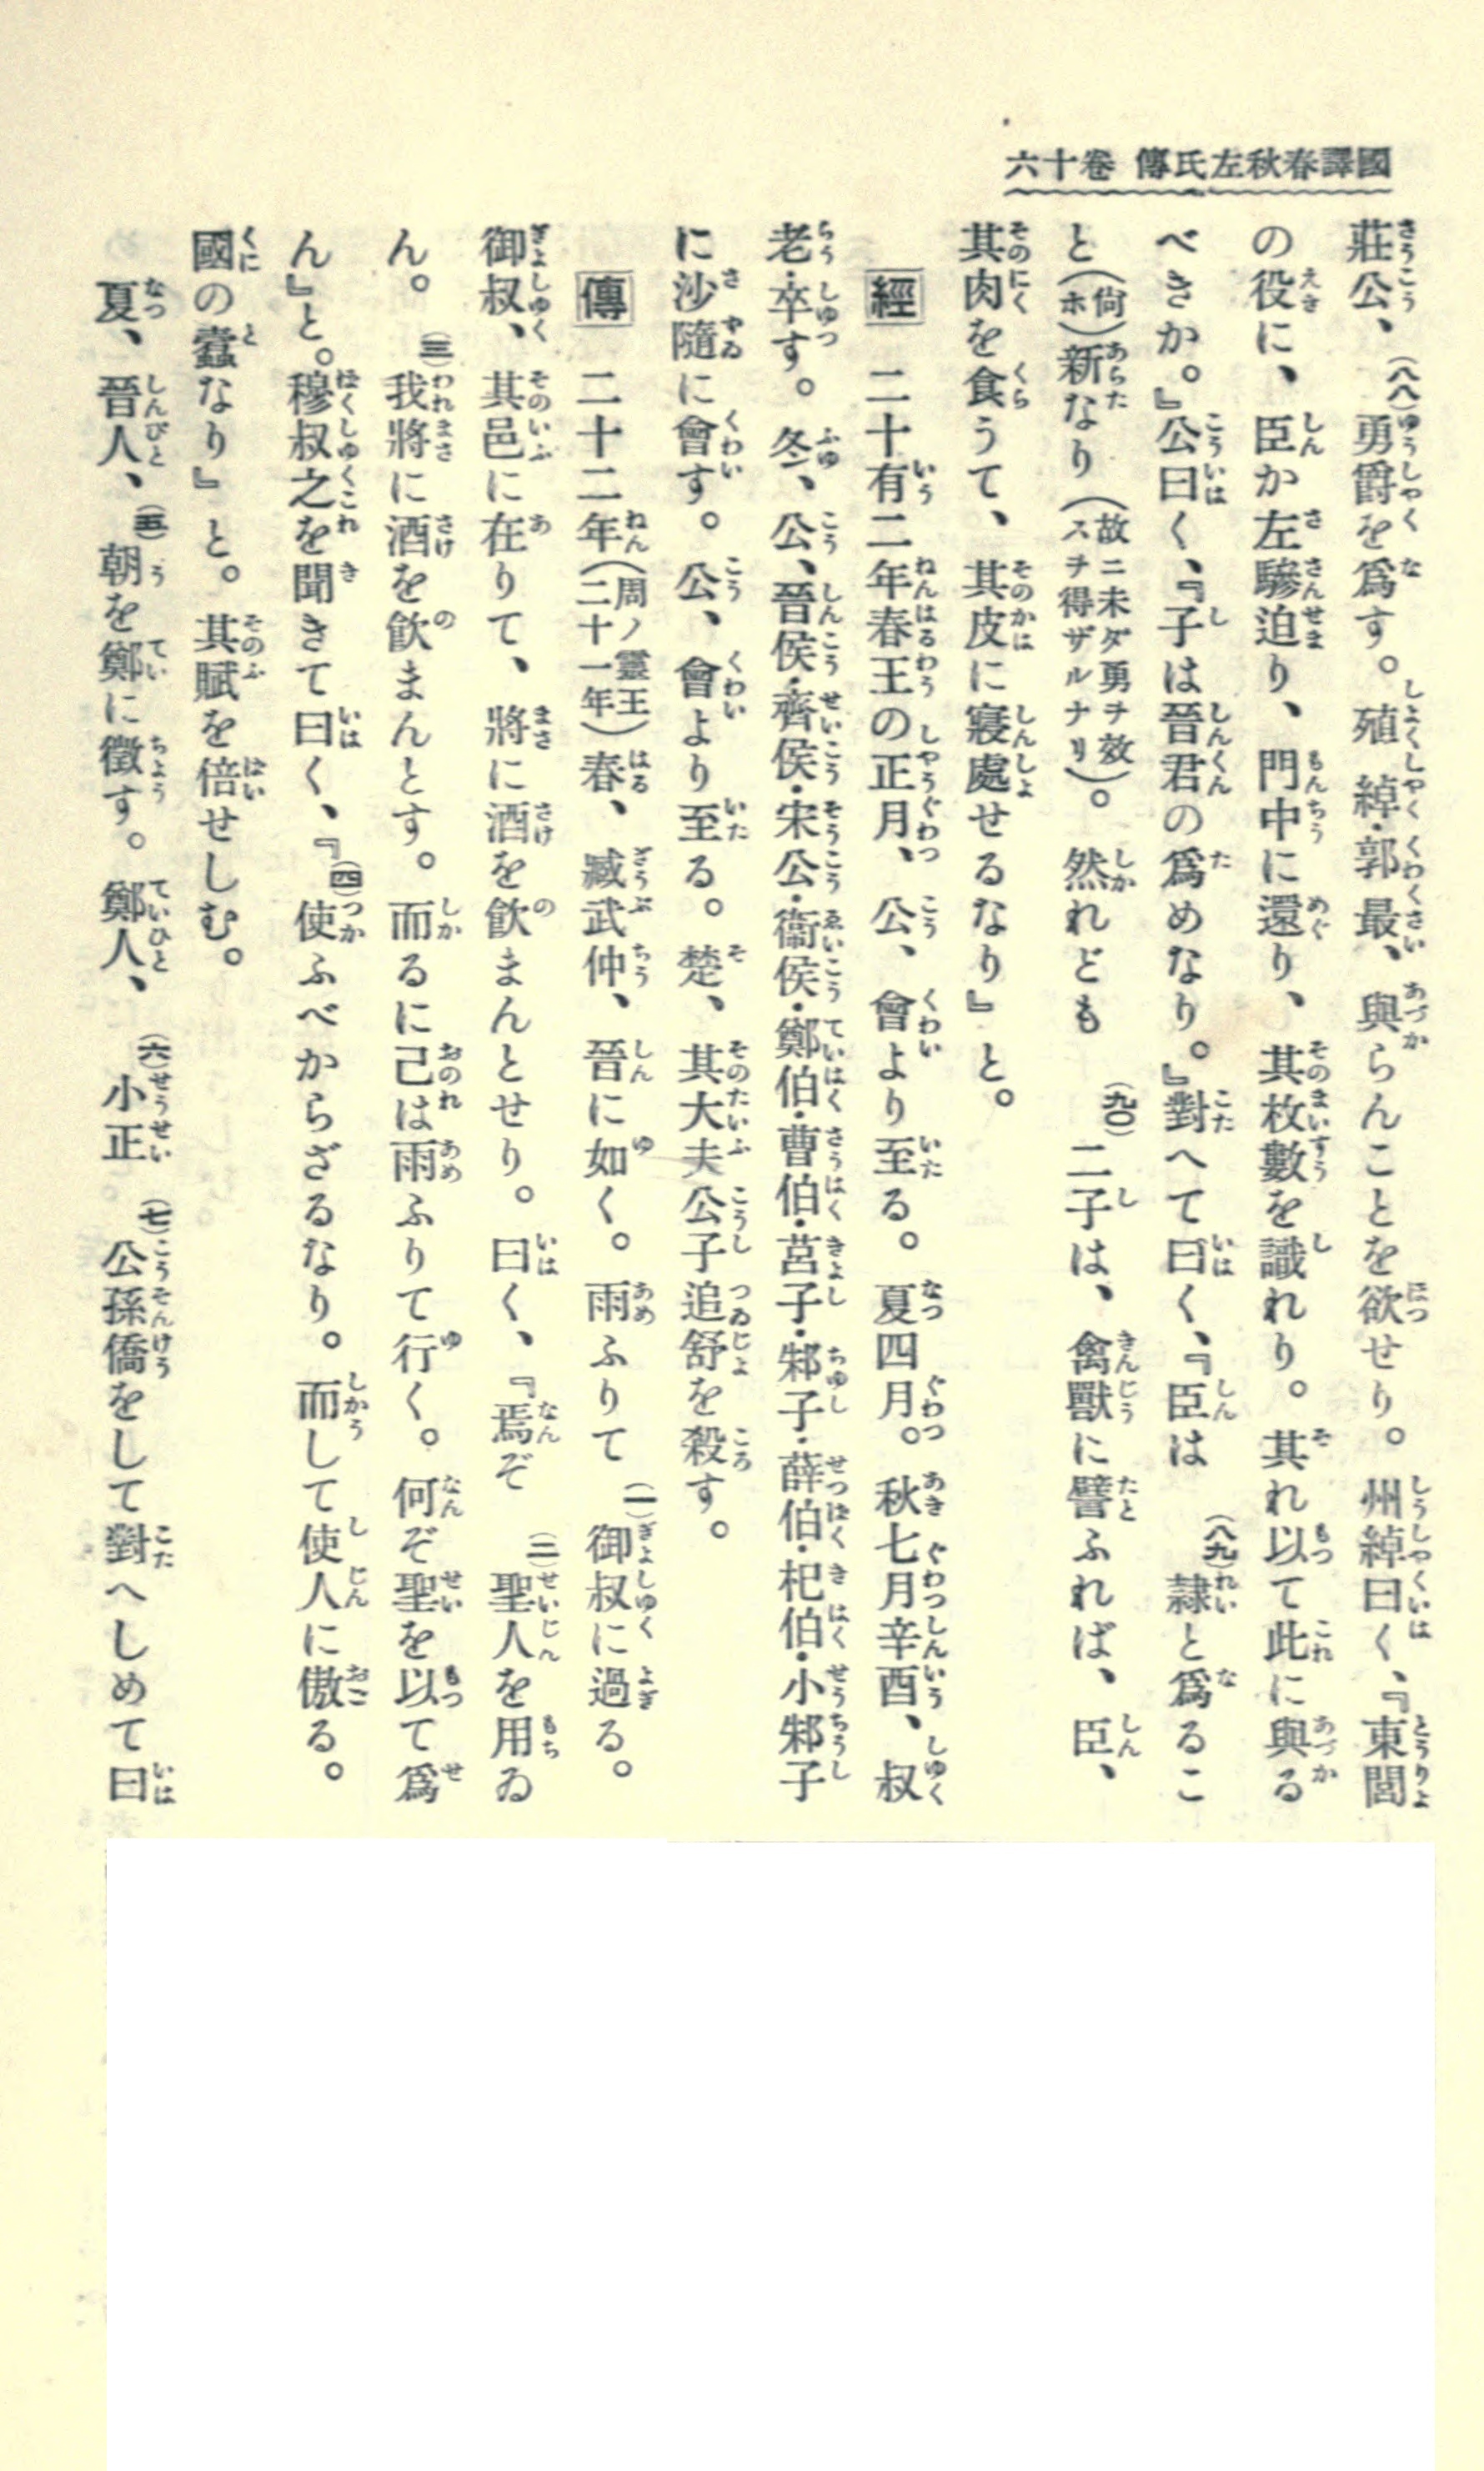 國譯春秋左氏傳 卷十六
莊公、(八八)勇爵を爲す。殖綽・郭最、與らんことを欲せり。州綽曰く、『東閭
の役に、臣か左驂迫り、門中に還り、其枚數を識れり。其れ以て此に與る
べきか。』公曰く、『子は晉君の爲めなり。』對へて曰く、『臣は(八九)隷と爲るこ
と(尙ホ)新なり(故ニ未ダ勇ヲ效スヲ得ザルナリ)。然れども(九〇)二子は、禽獸に譬ふれば、臣、
其肉を食うて、其皮に寢處せるなり』と。
經 二十有二年春王の正月、公、會より至る。夏四月。秋七月辛酉、叔
老・卒す。冬、公、晉侯・齊侯・宋公・衞侯・鄭伯・曹伯・莒子・邾子・薛伯・杞伯・小邾子
に沙隨に會す。公、會より至る。楚、其大夫公子追舒を殺す。
傳 二十二年(周ノ靈王二十一年)春、臧武仲、晉に如く。雨ふりて(一)御叔に過る。
御叔、其邑に在りて、將に酒を飮まんとせり。曰く、『焉ぞ(二)聖人を用ゐ
ん。(三)我將に酒を飮まんとす。而るに己は雨ふりて行く。何ぞ聖を以て爲
ん』と。穆叔之を聞きて曰く、『(四)使ふべからざるなり。而して使人に傲る。
國の蠹なり』と。其賦を倍せしむ。
夏、晉人、(五)朝を鄭に徵す。鄭人、(六)小正(七)公孫僑をして對へしめて曰